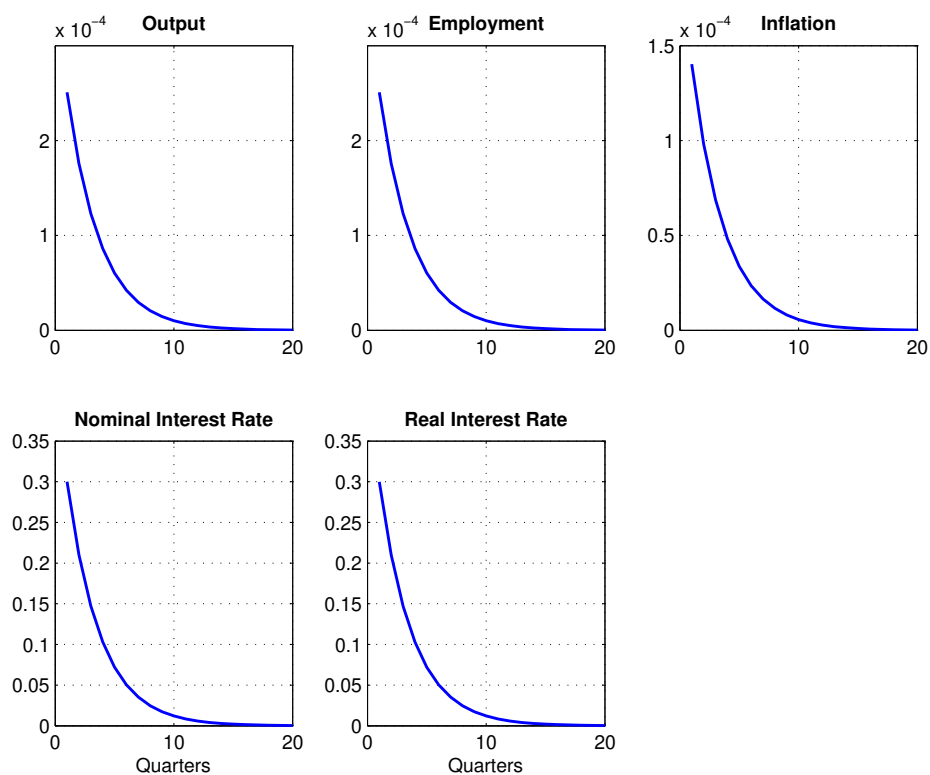 x 10⁻⁴ Output
2
1
0
0 10 20
x 10⁻⁴ Employment
2
1
0
0 10 20
Inflation
x 10⁻⁴
1.5
1
0.5
0
0 10 20
Nominal Interest Rate
0.35
0.3
0.25
0.2
0.15
0.1
0.05
0
0 10 20
Quarters
Real Interest Rate
0.35
0.3
0.25
0.2
0.15
0.1
0.05
0
0 10 20
Quarters